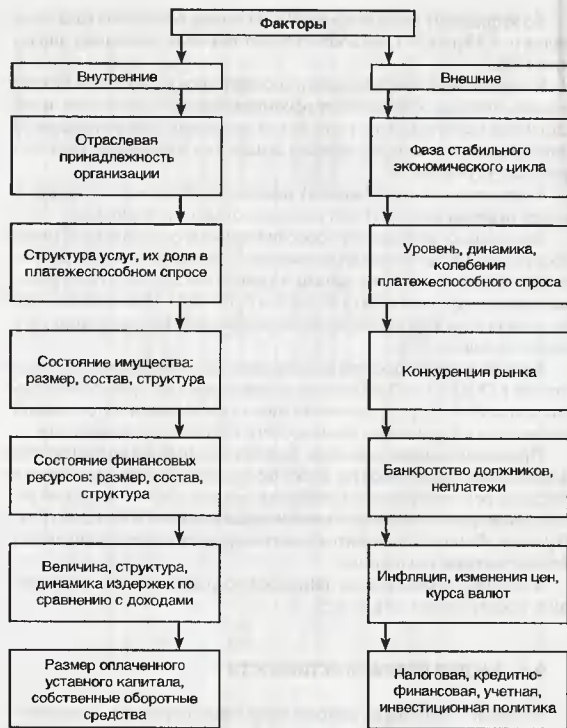 Факторы
Внутренние
Внешние
Отраслевая
принадлежность
организации
Фаза стабильного
экономического цикла
Структура услуг, их доля в
платежеспособном спросе
Уровень, динамика,
колебения
платежеспособного спроса
Состояние имущества:
размер, состав, структура
Конкуренция рынка
Состояние финансовых
ресурсов: размер, состав,
структура
Банкротство должников,
неплатежи
Величина, структура,
динамика издержек по
сравнению с доходами
Инфляция, изменения цен,
курса валют
Размер оплаченного
уставного капитала,
собственные оборотные
средства
Налоговая, кредитно-
финансовая, учетная,
инвестиционная политика